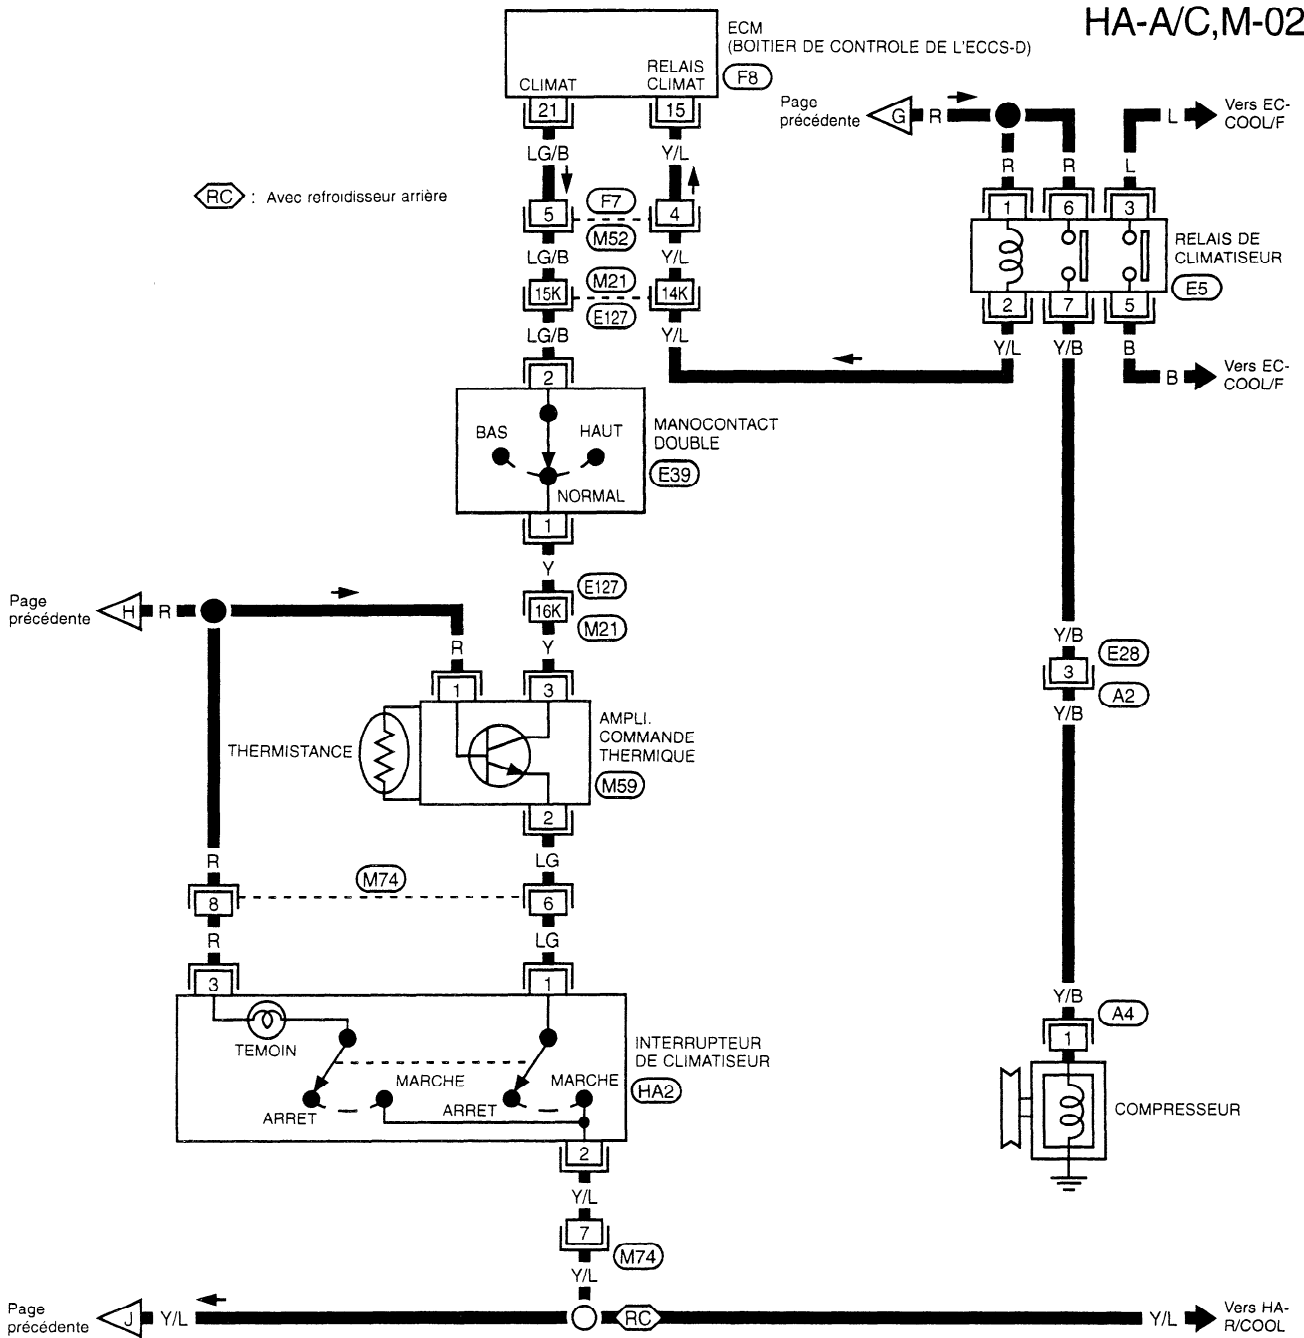 HA-A/C,M-02
ECM
(BOITIER DE CONTROLE DE L'ECCS-D)
F8
CLIMAT
RELAIS
CLIMAT
21
15
LG/B
Y/L
RC : Avec refroidisseur arrière
5
F7
4
M52
LG/B
Y/L
15K
M21
14K
E127
LG/B
Y/L
2
Page
précédente
G
R
R
R
L
L
Vers EC-
COOL/F
1
6
3
RELAIS DE
CLIMATISEUR
E5
2
7
5
Y/L
Y/B
B
B
Vers EC-
COOL/F
BAS
HAUT
NORMAL
MANOCONTACT
DOUBLE
E39
1
Y
E127
16K
M21
Y
Page
précédente
H
R
R
1
3
THERMISTANCE
AMPLI.
COMMANDE
THERMIQUE
M59
2
LG
R
M74
8
6
R
LG
3
1
TEMOIN
MARCHE
ARRET
MARCHE
ARRET
INTERRUPTEUR
DE CLIMATISEUR
HA2
2
Y/L
7
M74
Y/L
Y/B
E28
3
A2
Y/B
Y/B
A4
1
COMPRESSEUR
Page
précédente
J
Y/L
RC
Y/L
Vers HA-
R/COOL